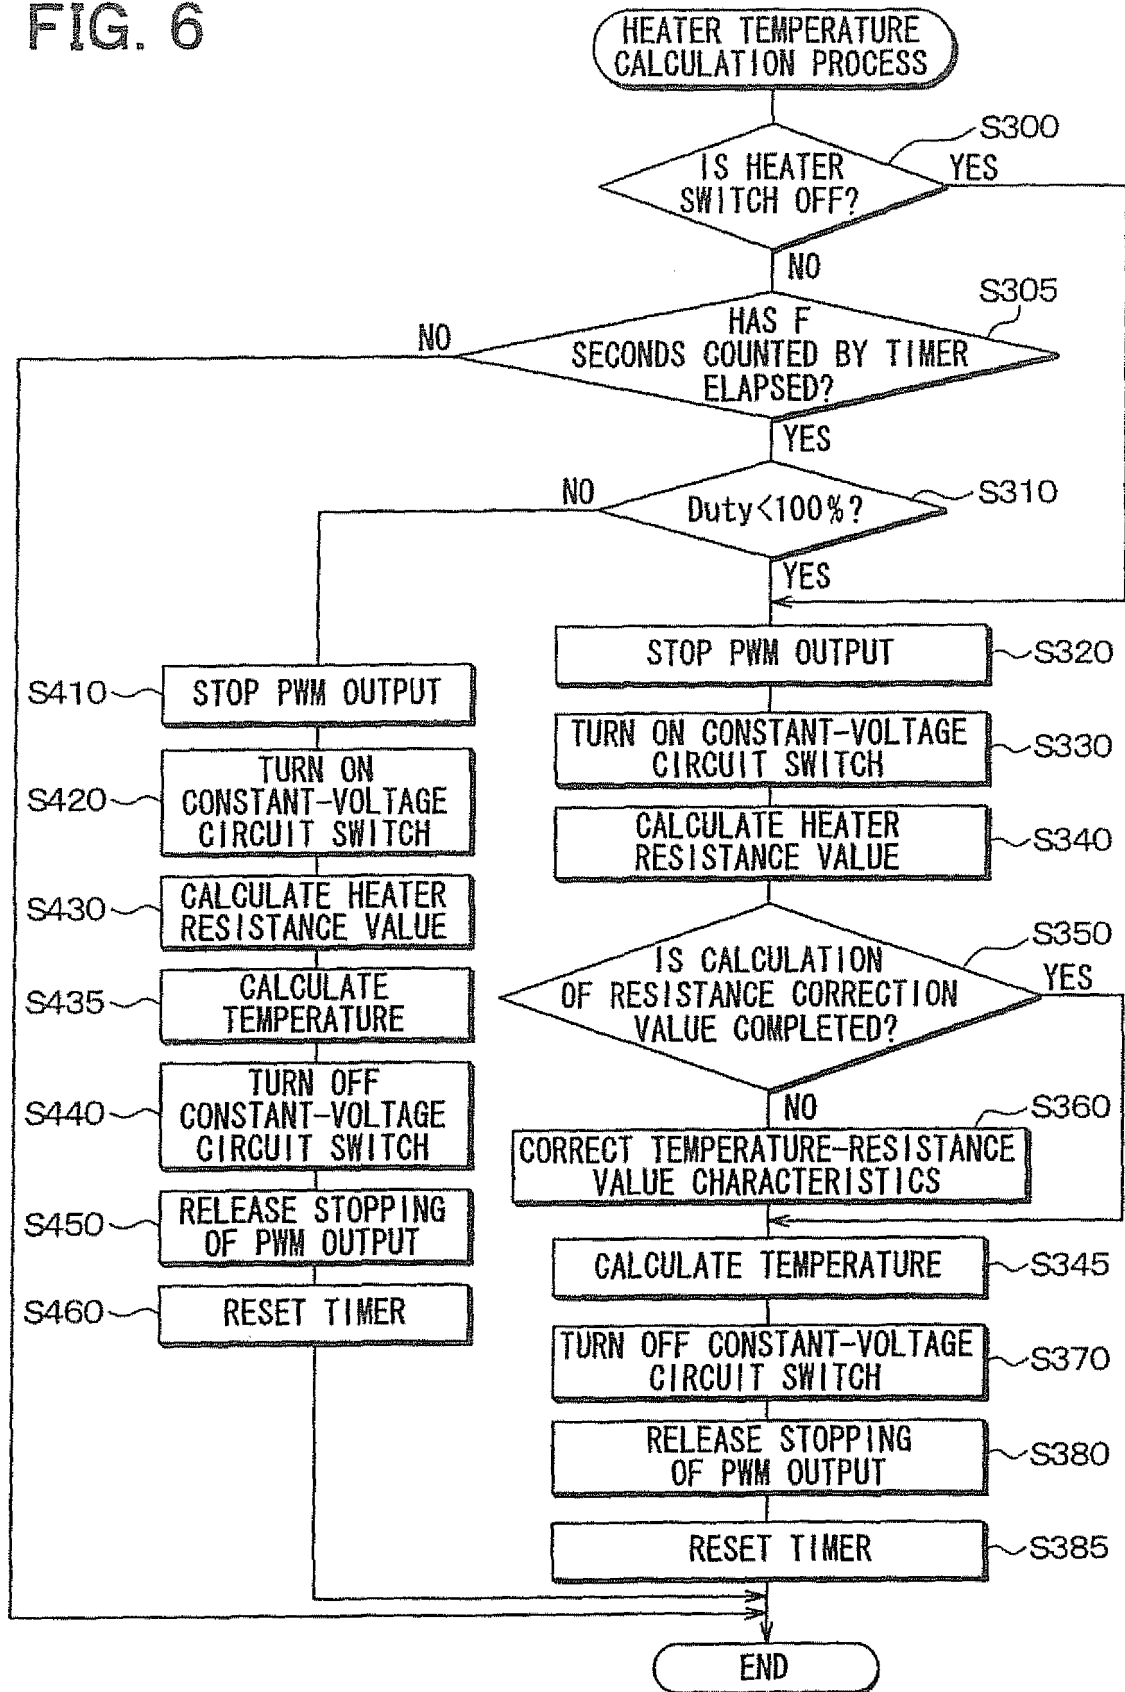 FIG. 6
HEATER TEMPERATURE
CALCULATION PROCESS
S300
IS HEATER
SWITCH OFF?
YES
NO
S305
HAS F
SECONDS COUNTED BY TIMER
ELAPSED?
NO
YES
S310
Duty<100%?
NO
YES
STOP PWM OUTPUT
S320
TURN ON CONSTANT-VOLTAGE
CIRCUIT SWITCH
S330
CALCULATE HEATER
RESISTANCE VALUE
S340
IS CALCULATION
OF RESISTANCE CORRECTION
VALUE COMPLETED?
S350
YES
NO
S360
CORRECT TEMPERATURE-RESISTANCE
VALUE CHARACTERISTICS
CALCULATE TEMPERATURE
S345
TURN OFF CONSTANT-VOLTAGE
CIRCUIT SWITCH
S370
RELEASE STOPPING
OF PWM OUTPUT
S380
RESET TIMER
S385
S410
STOP PWM OUTPUT
S420
TURN ON
CONSTANT-VOLTAGE
CIRCUIT SWITCH
S430
CALCULATE HEATER
RESISTANCE VALUE
S435
CALCULATE
TEMPERATURE
S440
TURN OFF
CONSTANT-VOLTAGE
CIRCUIT SWITCH
S450
RELEASE STOPPING
OF PWM OUTPUT
S460
RESET TIMER
END